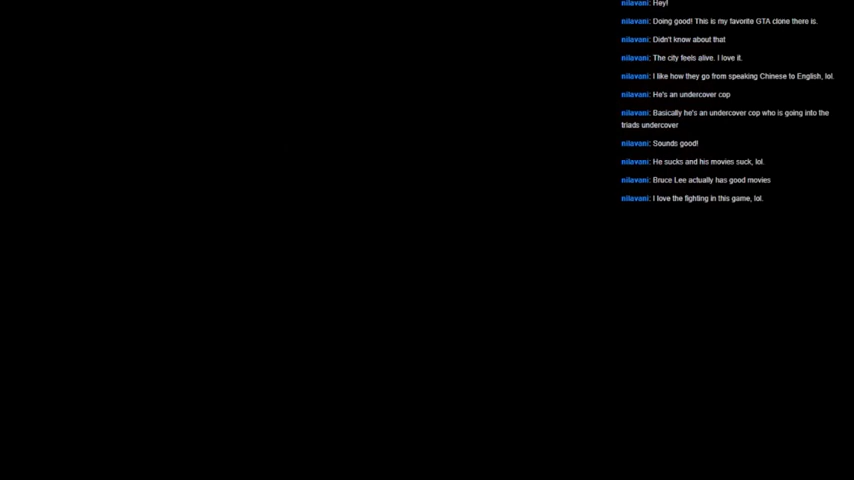 nilavani: Hey!
nilavani: Doing good! This is my favorite GTA clone there is.
nilavani: Didn't know about that
nilavani: The city feels alive. I love it.
nilavani: I like how they go from speaking Chinese to English, lol.
nilavani: He's an undercover cop
nilavani: Basically he's an undercover cop who is going into the
triads undercover
nilavani: Sounds good!
nilavani: He sucks and his movies suck, lol.
nilavani: Bruce Lee actually has good movies
nilavani: I love the fighting in this game, lol.